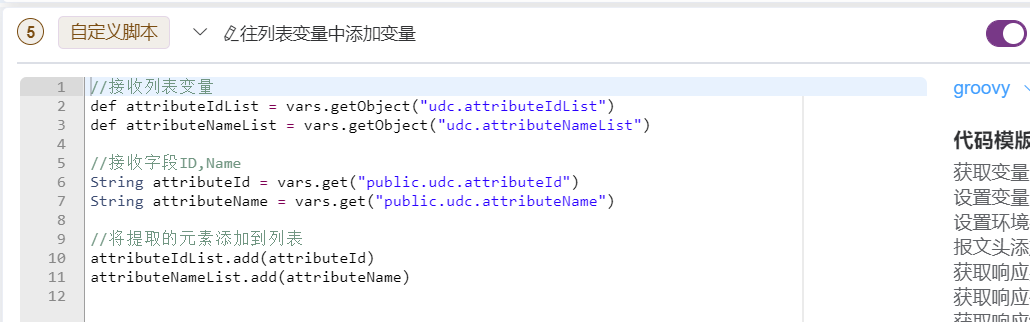 5 自定义脚本 往列表变量中添加变量
1 //接收列表变量
2 def attributeIdList = vars.getObject("udc.attributeIdList")
3 def attributeNameList = vars.getObject("udc.attributeNameList")
4
5 //接收字段ID,Name
6 String attributeId = vars.get("public.udc.attributeId")
7 String attributeName = vars.get("public.udc.attributeName")
8
9 //将提取的元素添加到列表
10 attributeIdList.add(attributeId)
11 attributeNameList.add(attributeName)
12
groovy
代码模版
获取变量
设置变量
设置环境
报文头添
获取响应
获取响应
获取响应